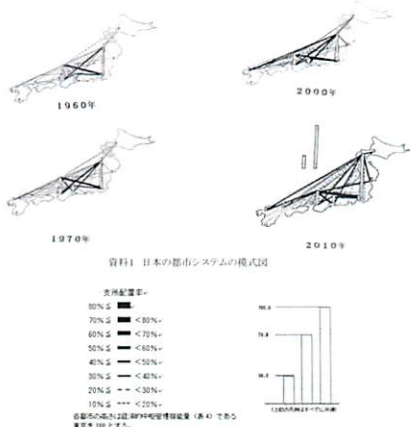 1960年
2000年
1970年
2010年
資料1 日本の都市システムの模式図
支所配置率
80%≦
70%≦ <80%
60%≦ <70%
50%≦ <60%
40%≦ <50%
30%≦ <40%
20%≦ <30%
10%≦ <20%
各都市の高さは経済的中枢管理機能量（表4）である
東京を100とする。
100.0